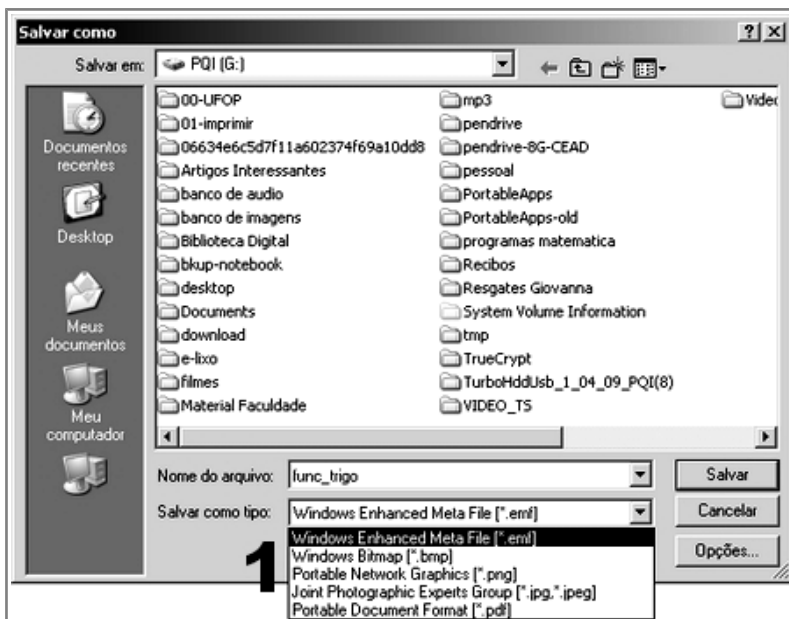 Salvar como
Salvar em:
PQI (G:)
Documentos
recentes
Desktop
Meus
documentos
Meu
computador
00-UFOP
01-imprimir
06634e6c5d7f11a602374f69a10dd8
Artigos Interessantes
banco de audio
banco de imagens
Biblioteca Digital
bkup-notebook
desktop
Documents
download
e-lixo
filmes
Material Faculdade
mp3
pendrive
pendrive-8G-CEAD
pessoal
PortableApps
PortableApps-old
programas matematica
Recibos
Resgates Giovanna
System Volume Information
tmp
TrueCrypt
TurboHddUsb_1_04_09_PQI(8)
VIDEO_TS
Nome do arquivo:
func_trigo
Salvar
Salvar como tipo:
Windows Enhanced Meta File [*.emf]
Cancelar
Windows Enhanced Meta File [*.emf]
Windows Bitmap [*.bmp]
Portable Network Graphics [*.png]
Joint Photographic Experts Group [*.jpg,*.jpeg]
Portable Document Format [*.pdf]
Opções...
1